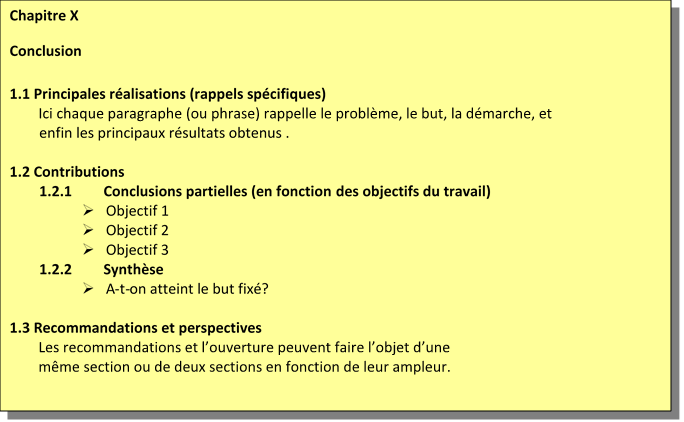 Chapitre X
Conclusion
1.1 Principales réalisations (rappels spécifiques)
Ici chaque paragraphe (ou phrase) rappelle le problème, le but, la démarche, et
enfin les principaux résultats obtenus .
1.2 Contributions
1.2.1 Conclusions partielles (en fonction des objectifs du travail)
➢ Objectif 1
➢ Objectif 2
➢ Objectif 3
1.2.2 Synthèse
➢ A-t-on atteint le but fixé?
1.3 Recommandations et perspectives
Les recommandations et l’ouverture peuvent faire l’objet d’une
même section ou de deux sections en fonction de leur ampleur.